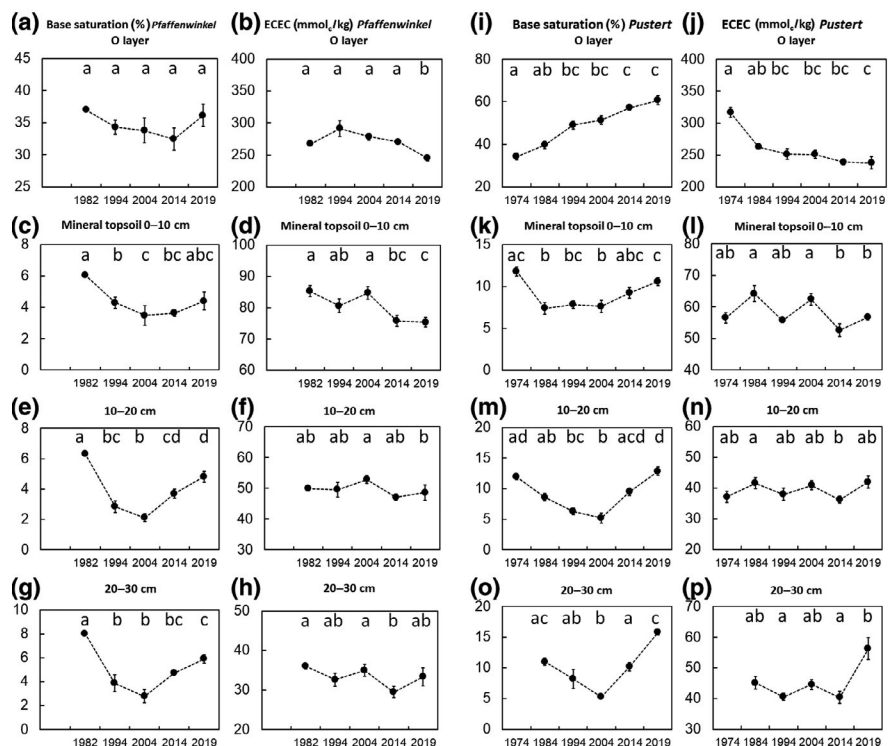 (a) Base saturation (%) Pfaffenwinkel
O layer
a a a a a
45
40
35
30
25
1982 1994 2004 2014 2019
(b) ECEC (mmolc/kg) Pfaffenwinkel
O layer
a a a a b
400
350
300
250
200
1982 1994 2004 2014 2019
(i) Base saturation (%) Pustert
O layer
a ab bc bc c c
80
60
40
20
1974 1984 1994 2004 2014 2019
(j) ECEC (mmolc/kg) Pustert
O layer
a ab bc bc bc c
400
350
300
250
200
1974 1984 1994 2004 2014 2019
(c) Mineral topsoil 0–10 cm
a b c bc abc
8
6
4
2
0
1982 1994 2004 2014 2019
(d)
a ab a bc c
100
90
80
70
60
1982 1994 2004 2014 2019
(k) Mineral topsoil 0–10 cm
ac b bc b abc c
15
10
5
0
1974 1984 1994 2004 2014 2019
(l)
ab a ab a b b
80
70
60
50
40
1974 1984 1994 2004 2014 2019
(e) 10–20 cm
a bc b cd d
8
6
4
2
0
1982 1994 2004 2014 2019
(f) 10–20 cm
ab ab a ab b
70
60
50
40
30
1982 1994 2004 2014 2019
(m) 10–20 cm
ad ab bc b acd d
20
15
10
5
0
1974 1984 1994 2004 2014 2019
(n) 10–20 cm
ab a ab ab b ab
60
50
40
30
20
1974 1984 1994 2004 2014 2019
(g) 20–30 cm
a b b bc c
10
8
6
4
2
0
1982 1994 2004 2014 2019
(h) 20–30 cm
a ab a b ab
50
40
30
20
1982 1994 2004 2014 2019
(o) 20–30 cm
ac ab b a c
20
15
10
5
0
1974 1984 1994 2004 2014 2019
(p) 20–30 cm
ab a ab a b
70
60
50
40
30
1974 1984 1994 2004 2014 2019